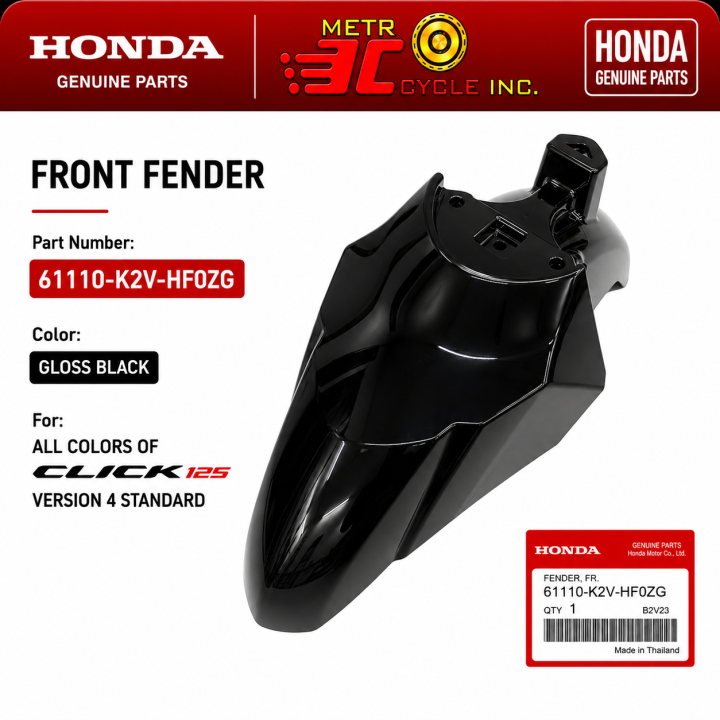 HONDA
GENUINE PARTS
METR
3C CYCLE INC.
HONDA
GENUINE PARTS
FRONT FENDER
Part Number:
61110-K2V-HF0ZG
Color:
GLOSS BLACK
For:
ALL COLORS OF
CLICK125
VERSION 4 STANDARD
HONDA
GENUINE PARTS
Honda Motor Co., Ltd.
FENDER, FR.
61110-K2V-HF0ZG
QTY 1 B2V23
Made in Thailand